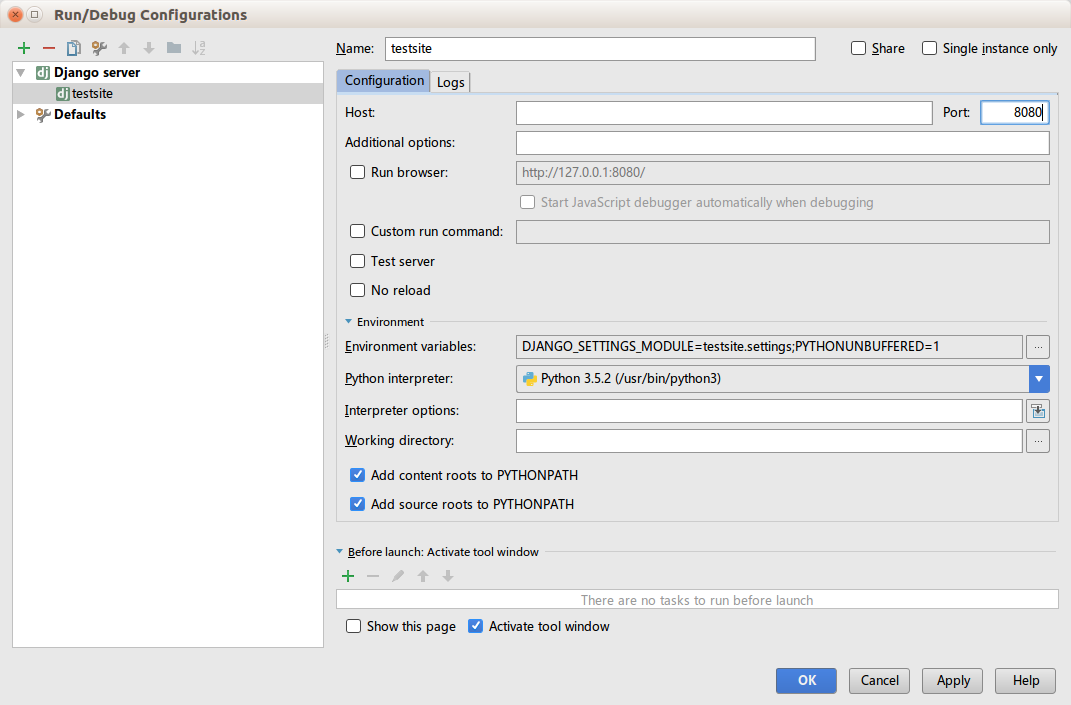 Run/Debug Configurations
Name: testsite Share Single instance only
dj Django server
dj testsite
Defaults
Configuration Logs
Host: Port: 8080
Additional options:
Run browser: http://127.0.0.1:8080/
Start JavaScript debugger automatically when debugging
Custom run command:
Test server
No reload
Environment
Environment variables: DJANGO_SETTINGS_MODULE=testsite.settings;PYTHONUNBUFFERED=1 ...
Python interpreter: Python 3.5.2 (/usr/bin/python3)
Interpreter options:
Working directory: ...
Add content roots to PYTHONPATH
Add source roots to PYTHONPATH
Before launch: Activate tool window
There are no tasks to run before launch
Show this page Activate tool window
OK Cancel Apply Help